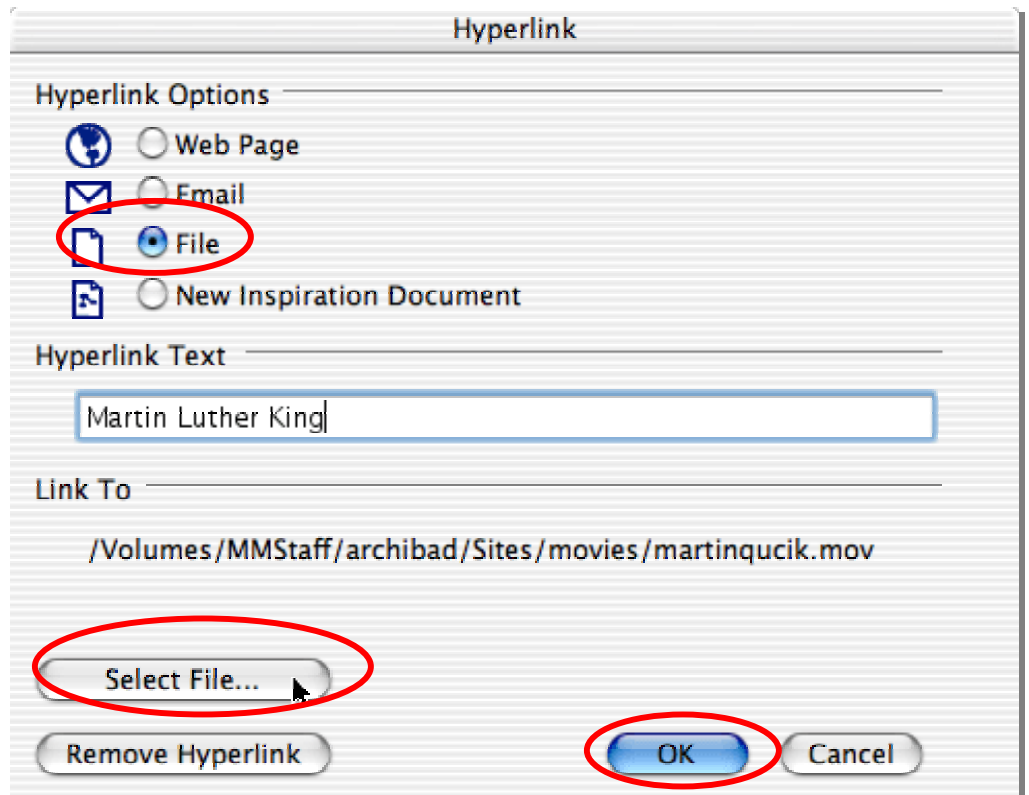 Hyperlink
Hyperlink Options
Web Page
Email
File
New Inspiration Document
Hyperlink Text
Martin Luther King
Link To
/Volumes/MMStaff/archibad/Sites/movies/martinqucik.mov
Select File...
Remove Hyperlink
OK
Cancel